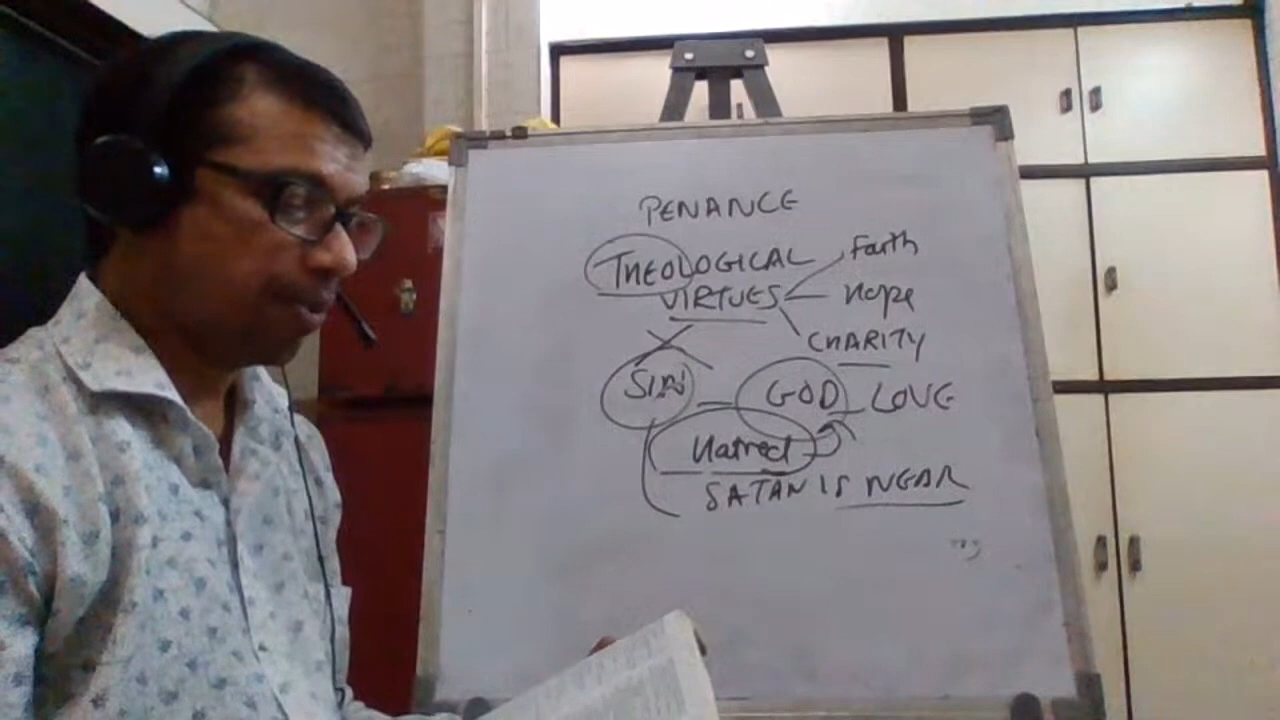 PENANCE
THEOLOGICAL Faith
VIRTUES Hope
CHARITY
SIN GOD LOVE
Hatred
SATAN IS NEAR